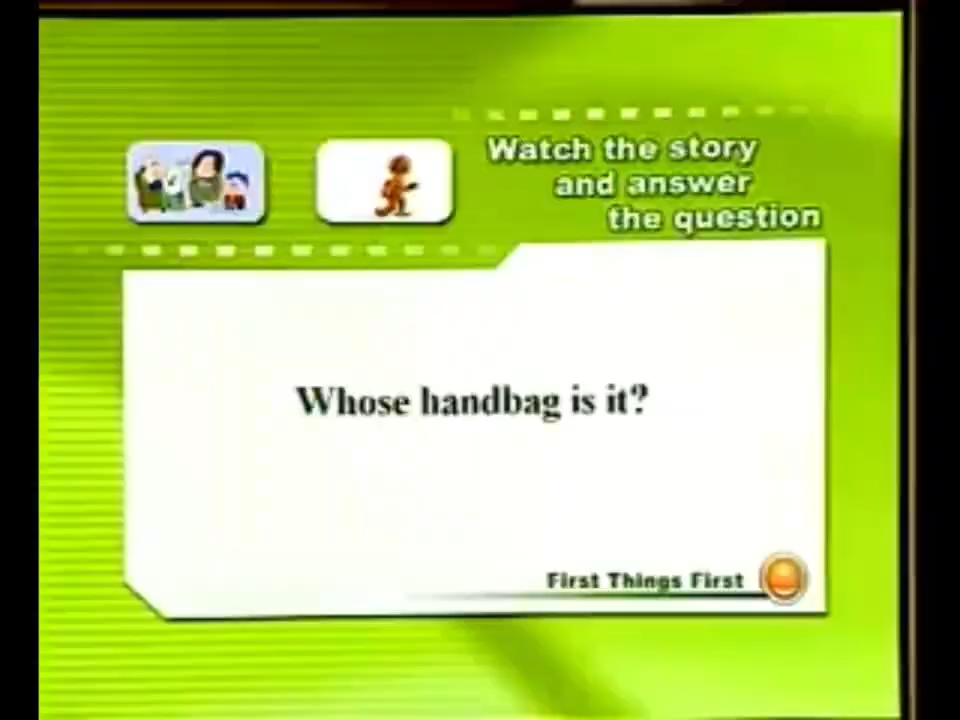 Watch the story
and answer
the question
Whose handbag is it?
First Things First